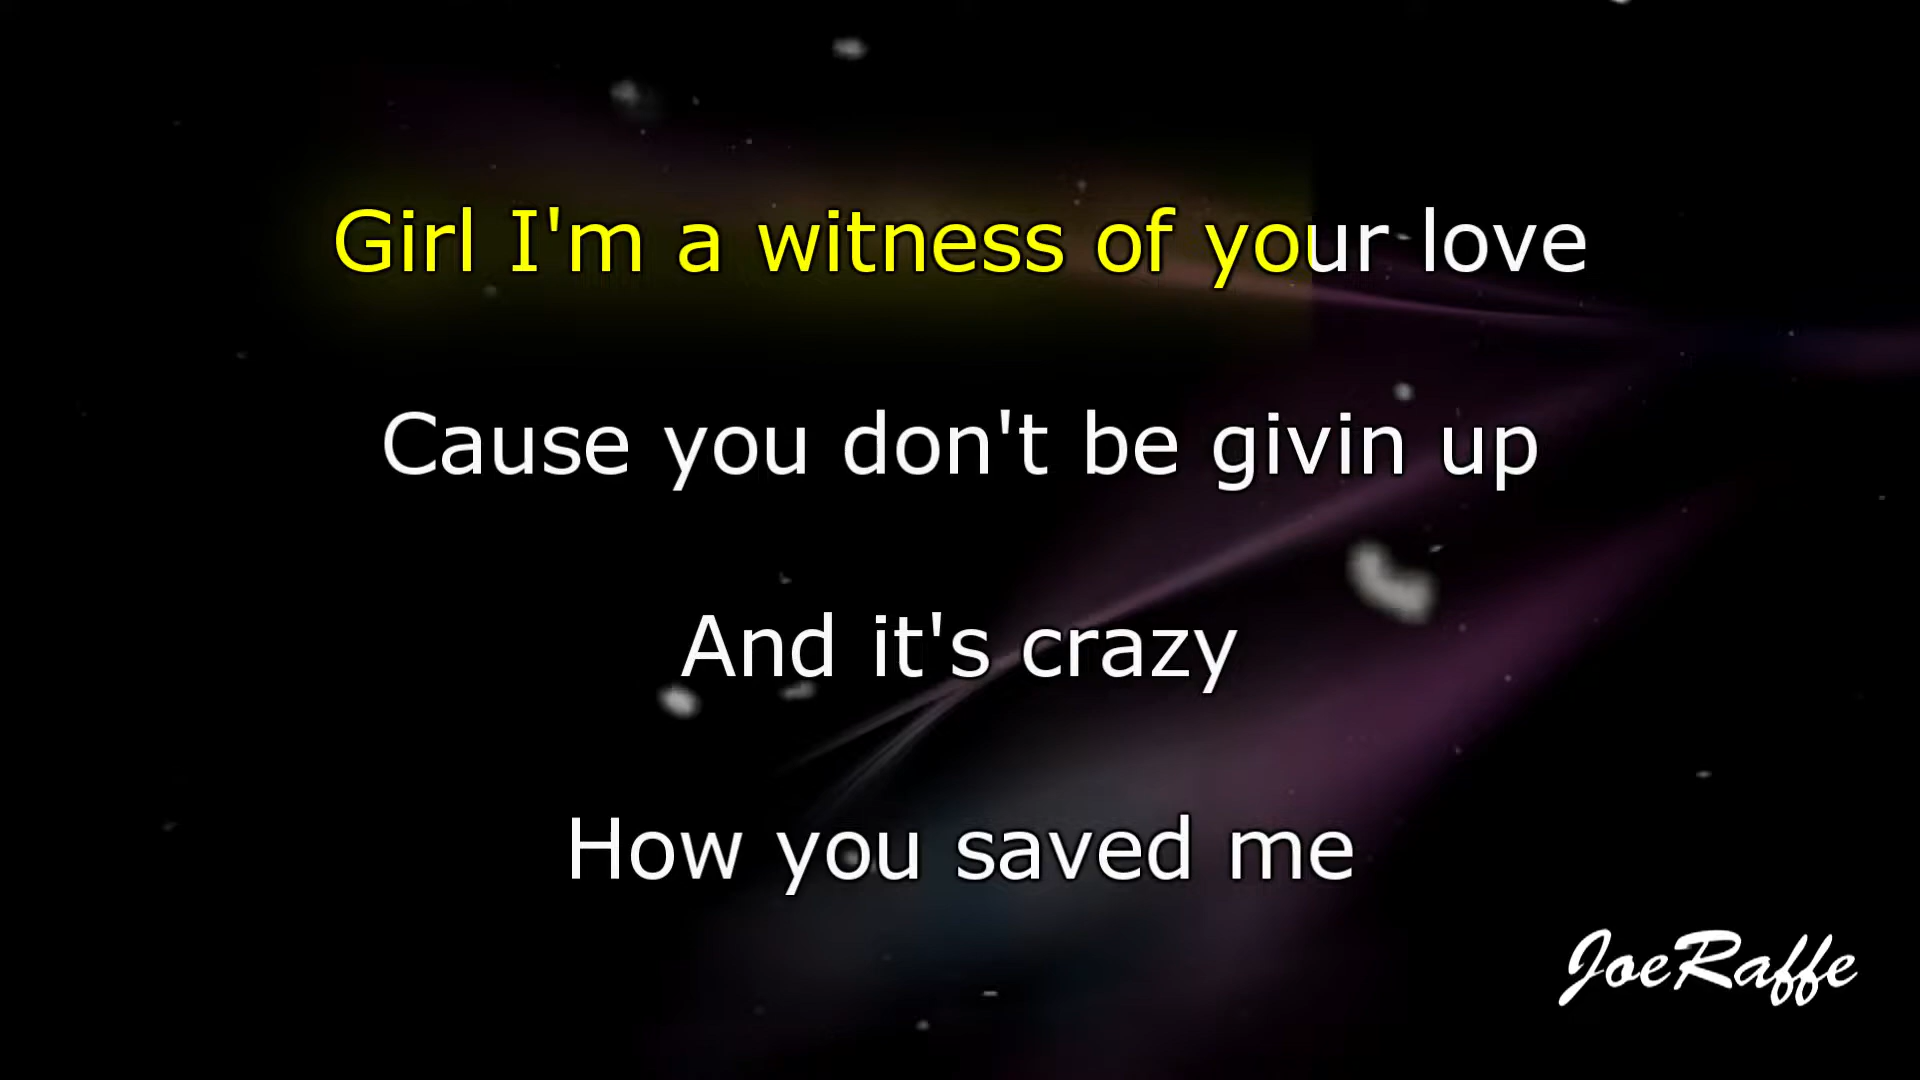 Girl I'm a witness of your love
Cause you don't be givin up
And it's crazy
How you saved me
JoeRaffe